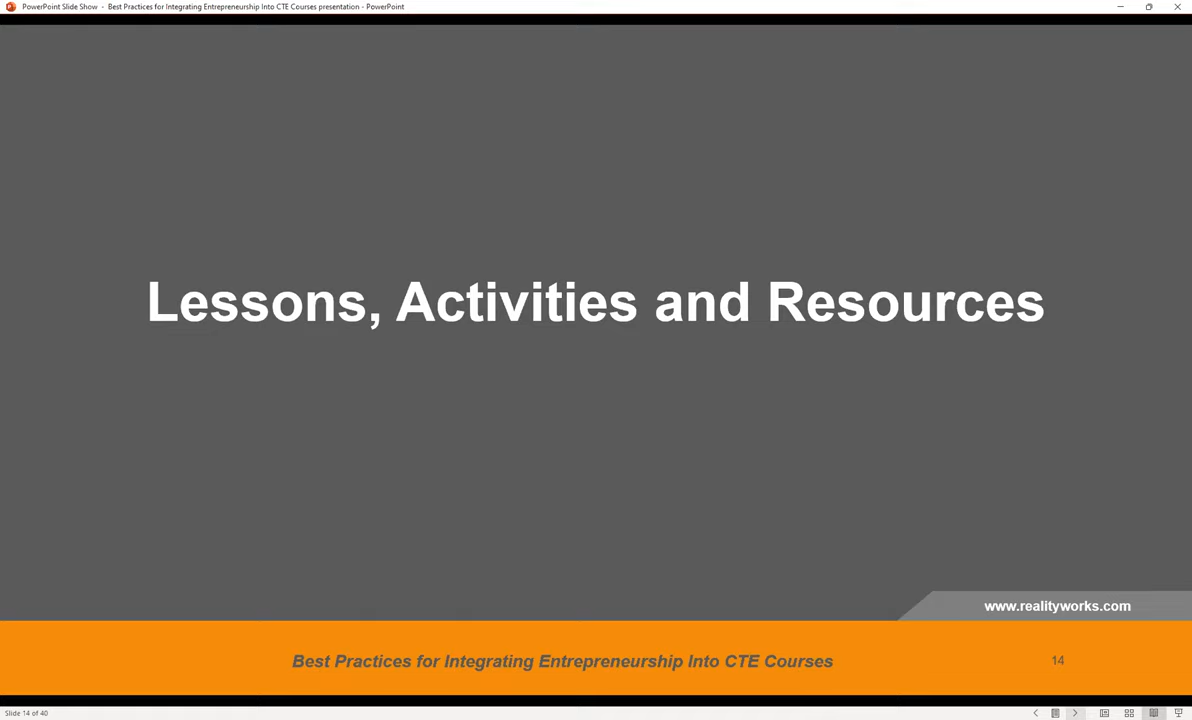 PowerPoint Slide Show - Best Practices for Integrating Entrepreneurship Into CTE Courses presentation - PowerPoint
Lessons, Activities and Resources
www.realityworks.com
Best Practices for Integrating Entrepreneurship Into CTE Courses
14
Slide 14 of 40